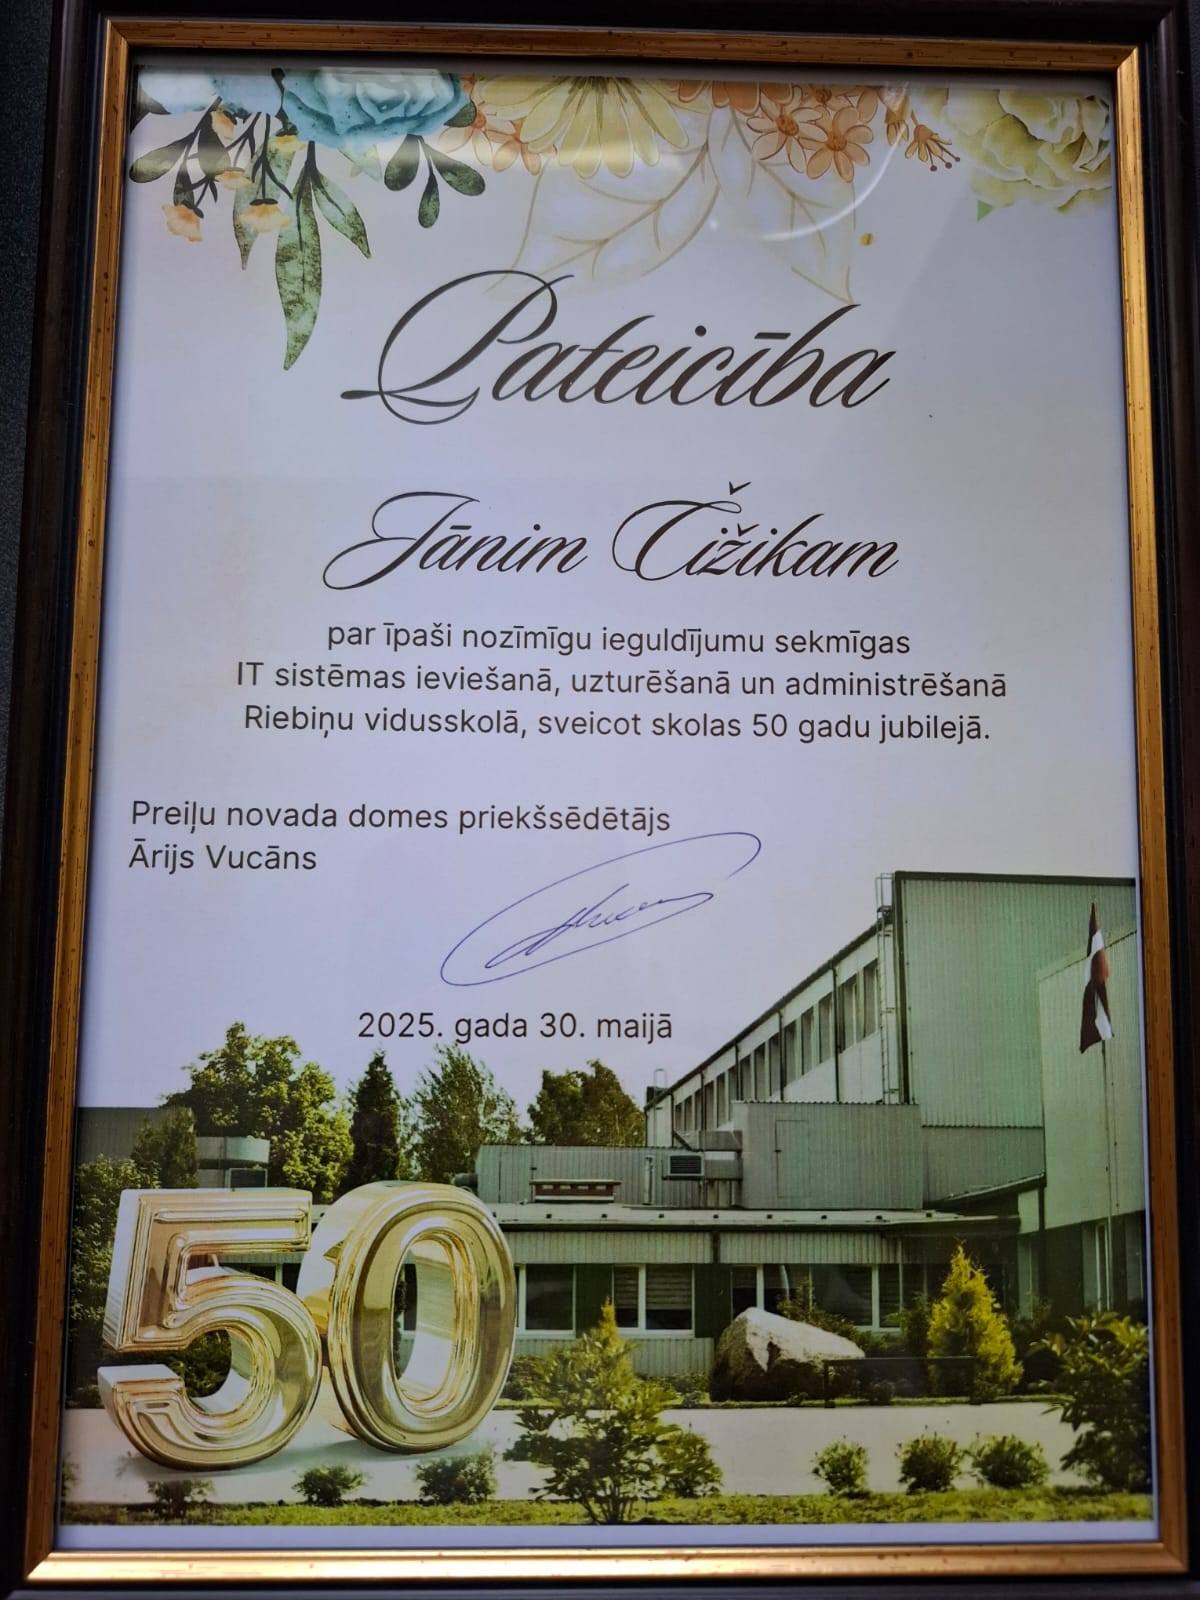 Pateicība
Jānim Čižikam
par īpaši nozīmīgu ieguldījumu sekmīgas
IT sistēmas ieviešanā, uzturēšanā un administrēšanā
Riebiņu vidusskolā, sveicot skolas 50 gadu jubilejā.
Preiļu novada domes priekšsēdētājs
Ārijs Vucāns
2025. gada 30. maijā
50